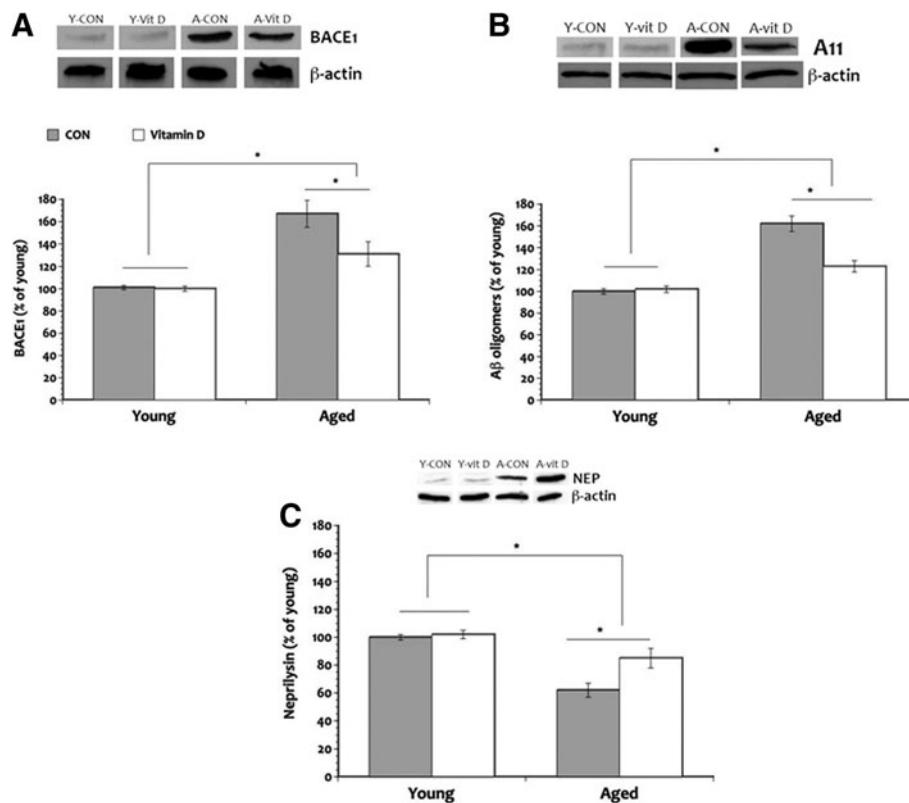 A
Y-CON Y-Vit D A-CON A-Vit D
BACE1
β-actin
CON Vitamin D
*
*
BACE1 (% of young)
180
160
140
120
100
80
60
40
20
0
Young Aged
B
Y-CON Y-vit D A-CON A-vit D
A11
β-actin
*
*
Aβ oligomers (% of young)
180
160
140
120
100
80
60
40
20
0
Young Aged
C
Y-CON Y-vit D A-CON A-vit D
NEP
β-actin
*
*
Neprilysin (% of young)
180
160
140
120
100
80
60
40
20
0
Young Aged